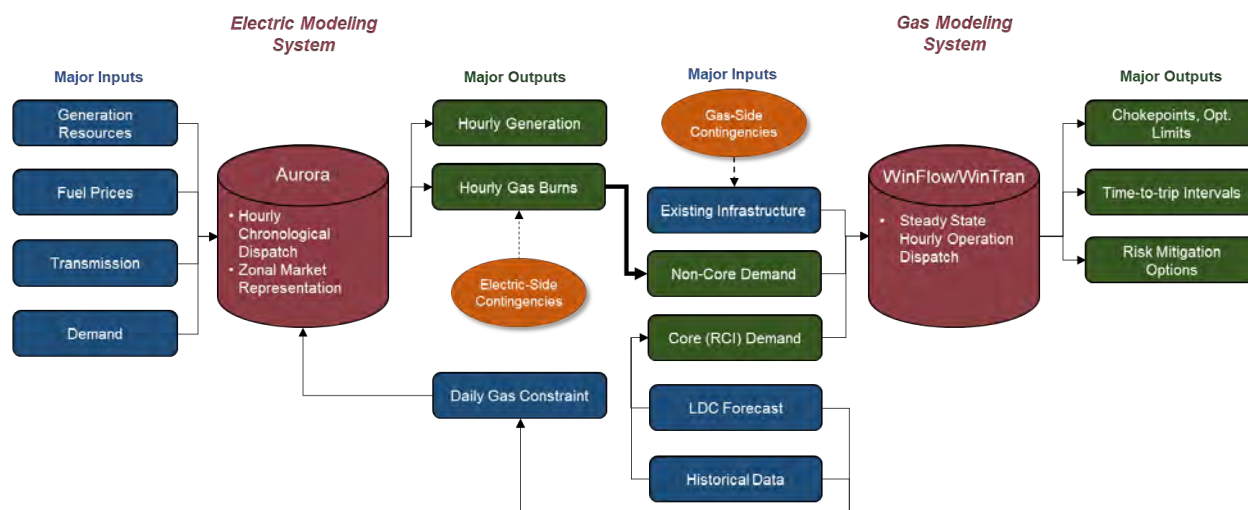 Electric Modeling
System
Gas Modeling
System
Major Inputs
Major Outputs
Major Inputs
Major Outputs
Generation
Resources
Fuel Prices
Transmission
Demand
Aurora
• Hourly
Chronological
Dispatch
• Zonal Market
Representation
Hourly Generation
Hourly Gas Burns
Electric-Side
Contingencies
Daily Gas Constraint
Gas-Side
Contingencies
Existing Infrastructure
Non-Core Demand
Core (RCI) Demand
LDC Forecast
Historical Data
WinFlow/WinTran
• Steady State
Hourly Operation
Dispatch
Chokepoints, Opt.
Limits
Time-to-trip Intervals
Risk Mitigation
Options